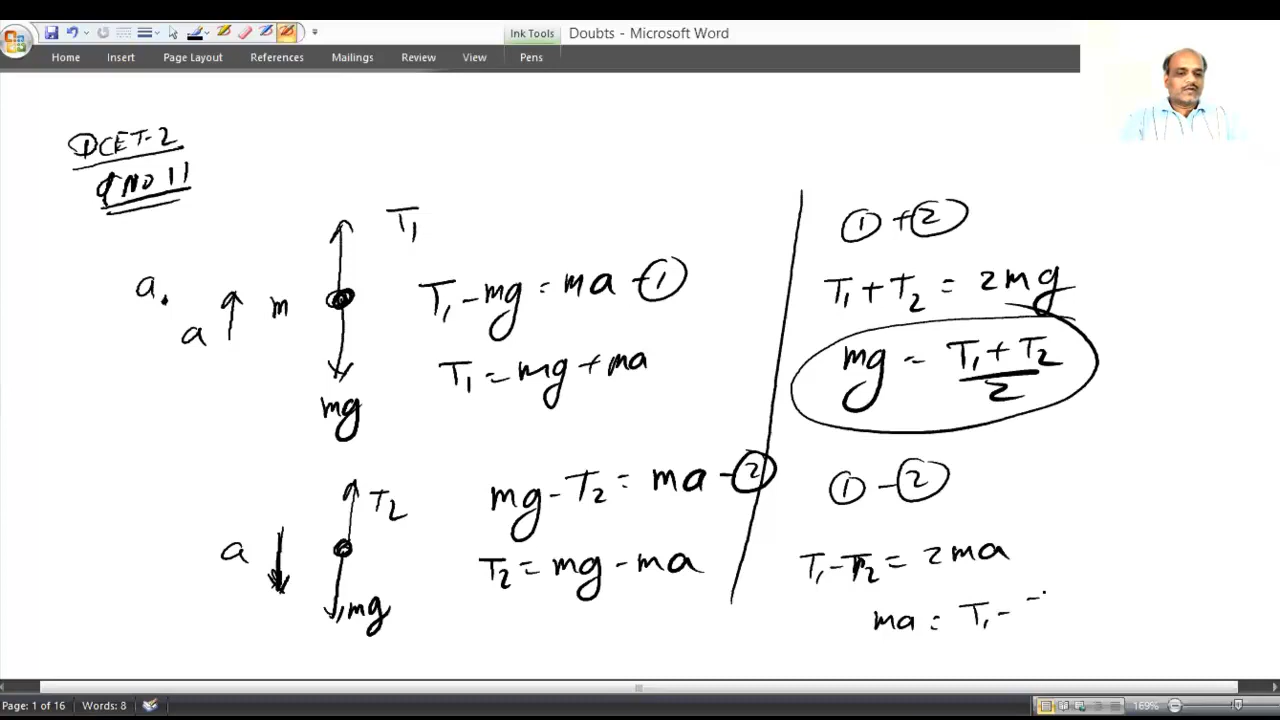 Ink Tools
Doubts - Microsoft Word
Home Insert Page Layout References Mailings Review View Pens
DCET-2
QNO 11
T₁
a.
a
m
T₁ - mg = ma - ①
T₁ = mg + ma
mg
a
T₂
mg - T₂ = ma - ②
T₂ = mg - ma
mg
① + ②
T₁ + T₂ = 2mg
mg = (T₁ + T₂)/2
① - ②
T₁ - T₂ = 2ma
ma = T₁ -
Page: 1 of 16 Words: 8 169%